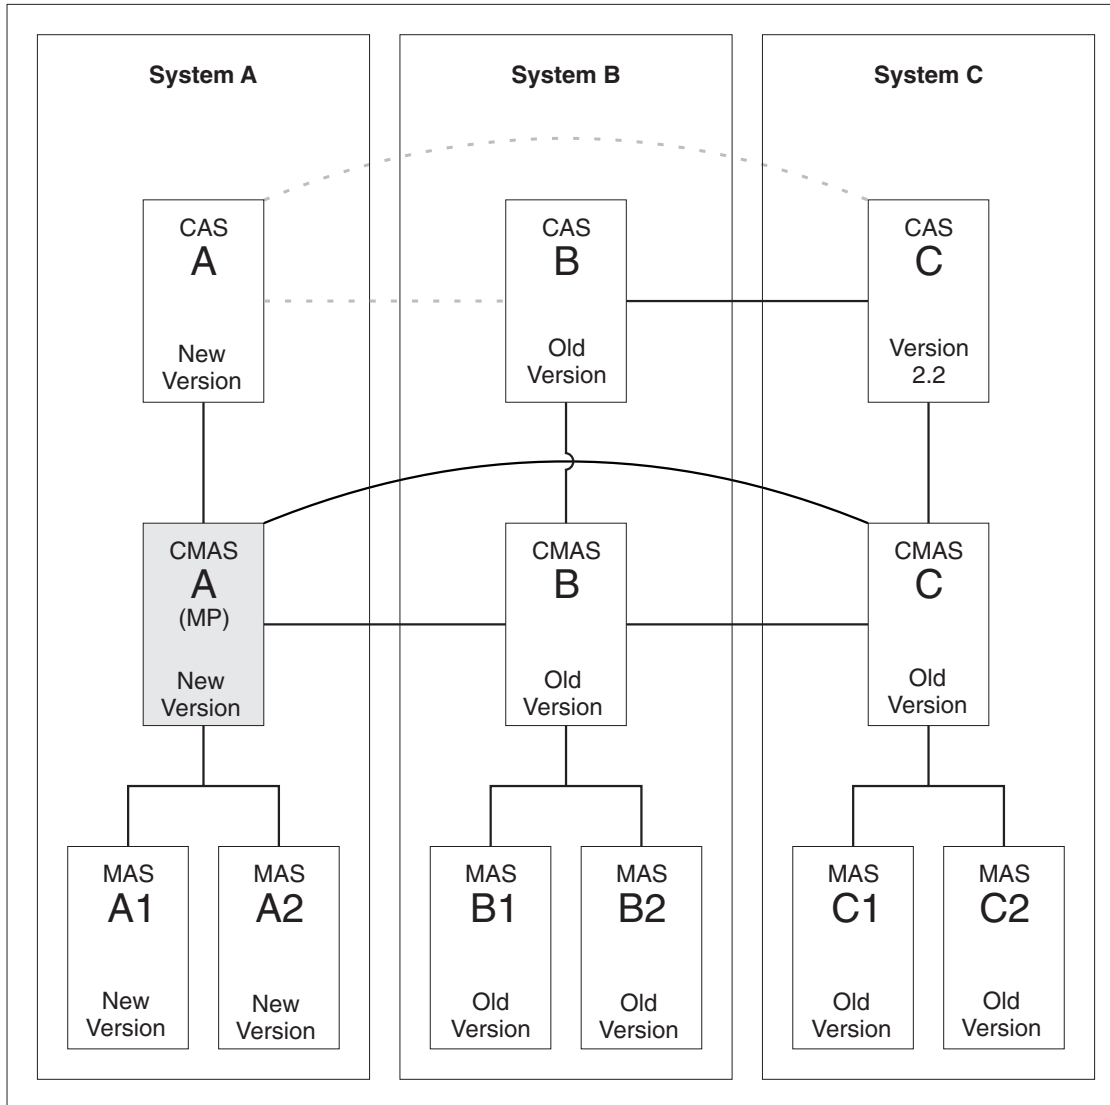 System A
System B
System C
CAS
A
New
Version
CAS
B
Old
Version
CAS
C
Version
2.2
CMAS
A
(MP)
New
Version
CMAS
B
Old
Version
CMAS
C
Old
Version
MAS
A1
New
Version
MAS
A2
New
Version
MAS
B1
Old
Version
MAS
B2
Old
Version
MAS
C1
Old
Version
MAS
C2
Old
Version